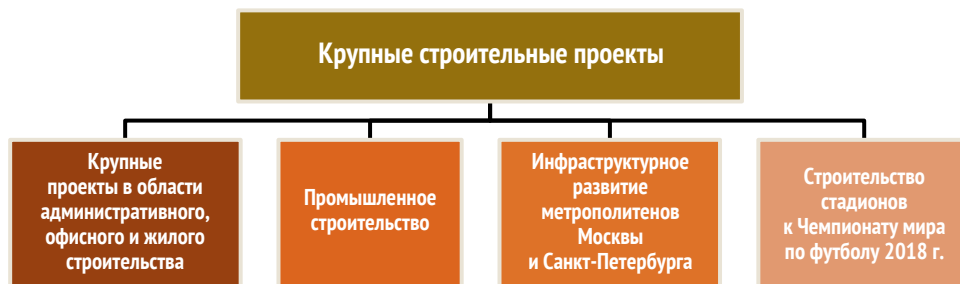 Крупные строительные проекты
Крупные
проекты в области
административного,
офисного и жилого
строительства
Промышленное
строительство
Инфраструктурное
развитие
метрополитенов
Москвы
и Санкт-Петербурга
Строительство
стадионов
к Чемпионату мира
по футболу 2018 г.